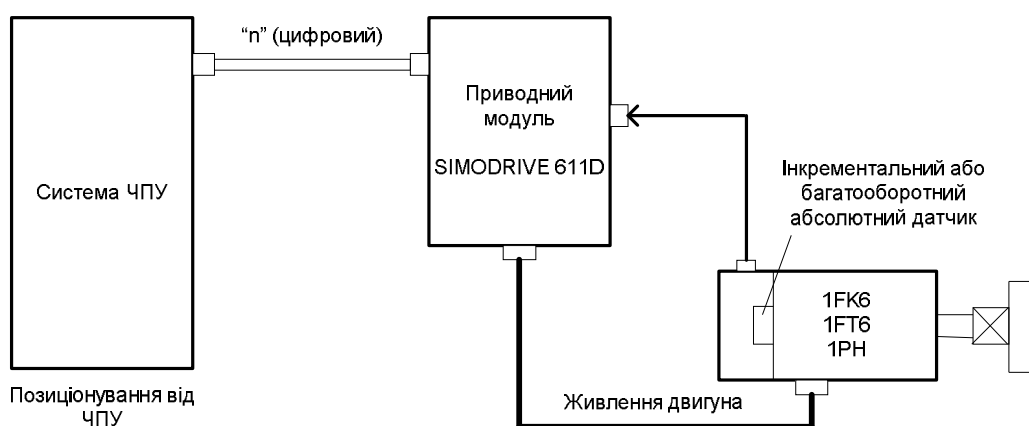 “n” (цифровий)
Приводний
модуль
SIMODRIVE 611D
Система ЧПУ
Інкрементальний або
багатооборотний
абсолютний датчик
1FK6
1FT6
1PH
Позиціонування від
ЧПУ
Живлення двигуна